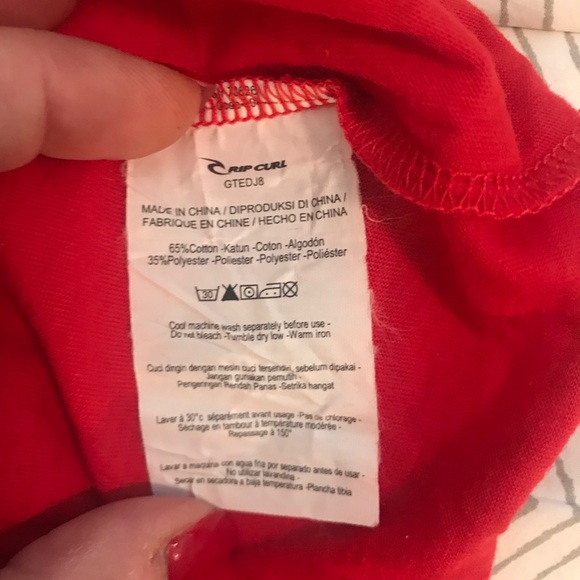 RIP CURL
GTEDJ8
MADE IN CHINA / DIPRODUKSI DI CHINA /
FABRIQUE EN CHINE / HECHO EN CHINA
65%Cotton -Katun -Coton -Algodón
35%Polyester -Poliester -Polyester -Poliéster
30
Cool machine wash separately before use -
Do not bleach -Tumble dry low -Warm iron
Cuci dingin dengan mesin cuci tersendiri, sebelum dipakai -
Jangan gunakan pemutih -
Pengeringan Rendah Panas -Setrika hangat
Laver à 30°c séparément avant usage -Pas de chlorage -
Séchage en tambour à température modérée -
Repassage à 150°
Lavar a maquina con agua fria por separado antes de usar -
No utilizar lavandina -
Secar en secadora a baja temperatura -Plancha tibia